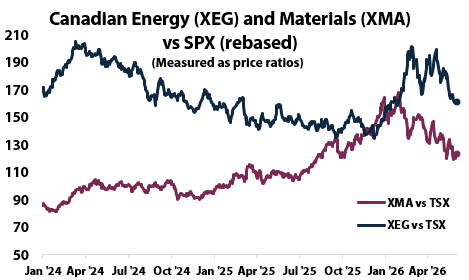 Canadian Energy (XEG) and Materials (XMA)
vs SPX (rebased)
(Measured as price ratios)
210
190
170
150
130
110
90
70
50
XMA vs TSX
XEG vs TSX
Jan '24 Apr 24 Jul 24 Oct 24 Jan 25 Apr 25 Jul 25 Oct 25 Jan 26 Apr 26